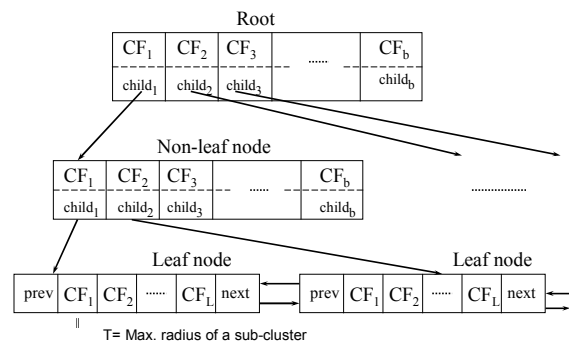 Root
CF1 CF2 CF3 ...... CFb
child1 child2 child3 childb
Non-leaf node
CF1 CF2 CF3 ...... CFb ..................
child1 child2 child3 childb
Leaf node Leaf node
prev CF1 CF2 ...... CFL next prev CF1 CF2 ...... CFL next
||
T= Max. radius of a sub-cluster